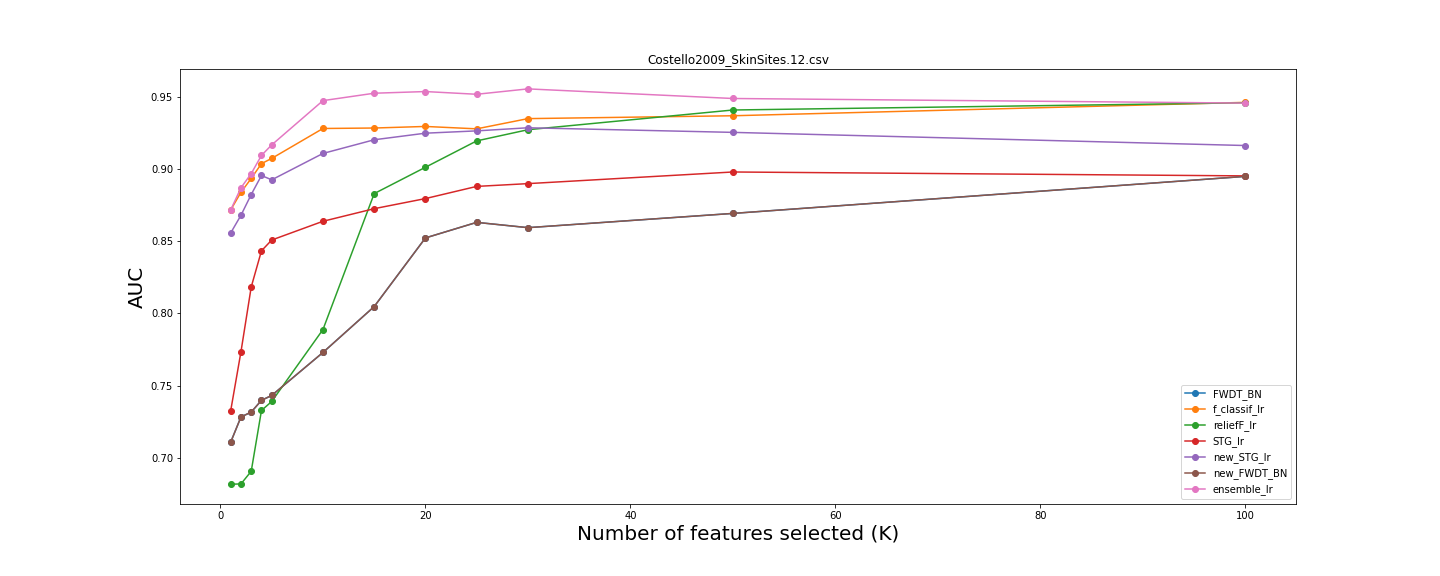 Costello2009_SkinSites.12.csv
AUC
0.95
0.90
0.85
0.80
0.75
0.70
0
20
40
60
80
100
Number of features selected (K)
FWDT_BN
f_classif_lr
reliefF_lr
STG_lr
new_STG_lr
new_FWDT_BN
ensemble_lr